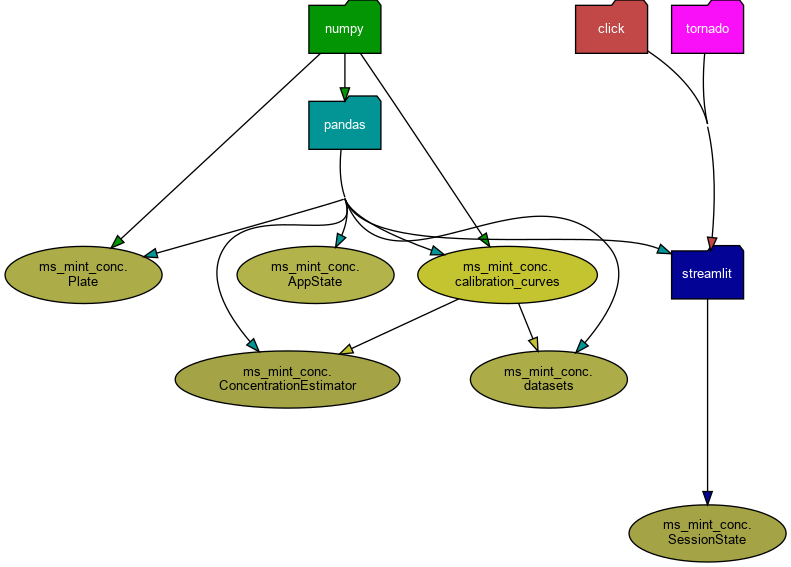 numpy
click
tornado
pandas
ms_mint_conc.
Plate
ms_mint_conc.
AppState
ms_mint_conc.
calibration_curves
streamlit
ms_mint_conc.
ConcentrationEstimator
ms_mint_conc.
datasets
ms_mint_conc.
SessionState